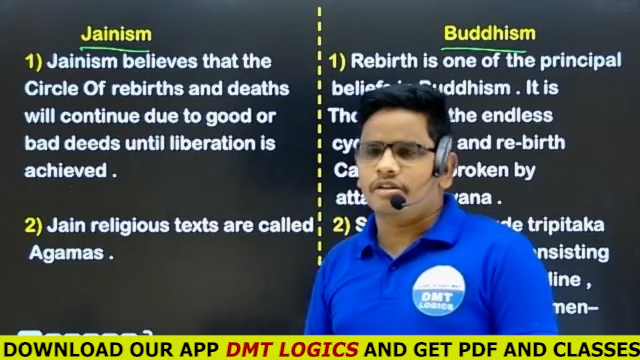 Jainism
1) Jainism believes that the
Circle Of rebirths and deaths
will continue due to good or
bad deeds until liberation is
achieved .
2) Jain religious texts are called
Agamas .
Buddhism
1) Rebirth is one of the principal
Buddhism . It is
the endless
and re-birth
broken by
2)
tripitaka
DMT
LOGICS
DOWNLOAD OUR APP DMT LOGICS AND GET PDF AND CLASSES